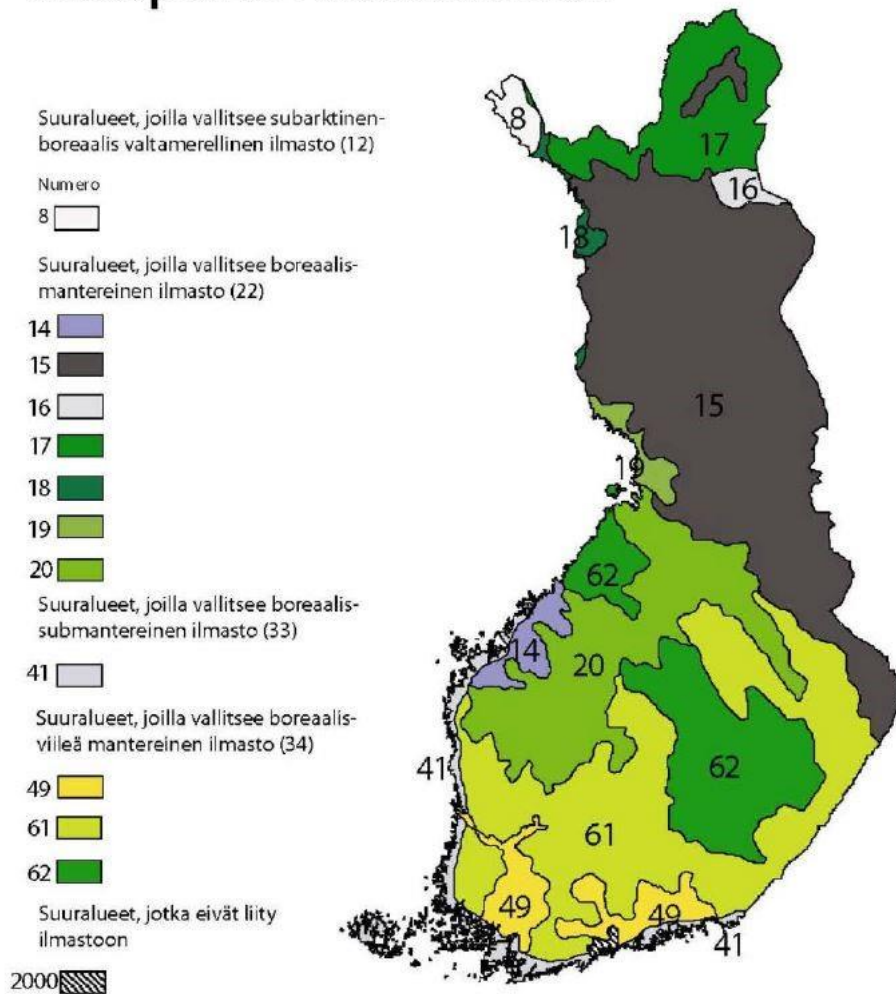 Suuralueet, joilla vallitsee subarktinen-
boreaalis valtamerellinen ilmasto (12)
Numero
8
Suuralueet, joilla vallitsee boreaalis-
mantereinen ilmasto (22)
14
15
16
17
18
19
20
Suuralueet, joilla vallitsee boreaalis-
submantereinen ilmasto (33)
41
Suuralueet, joilla vallitsee boreaalis-
viileä mantereinen ilmasto (34)
49
61
62
Suuralueet, jotka eivät liity
ilmastoon
2000
8
17
16
18
15
19
62
14
20
41
62
61
49
49
41